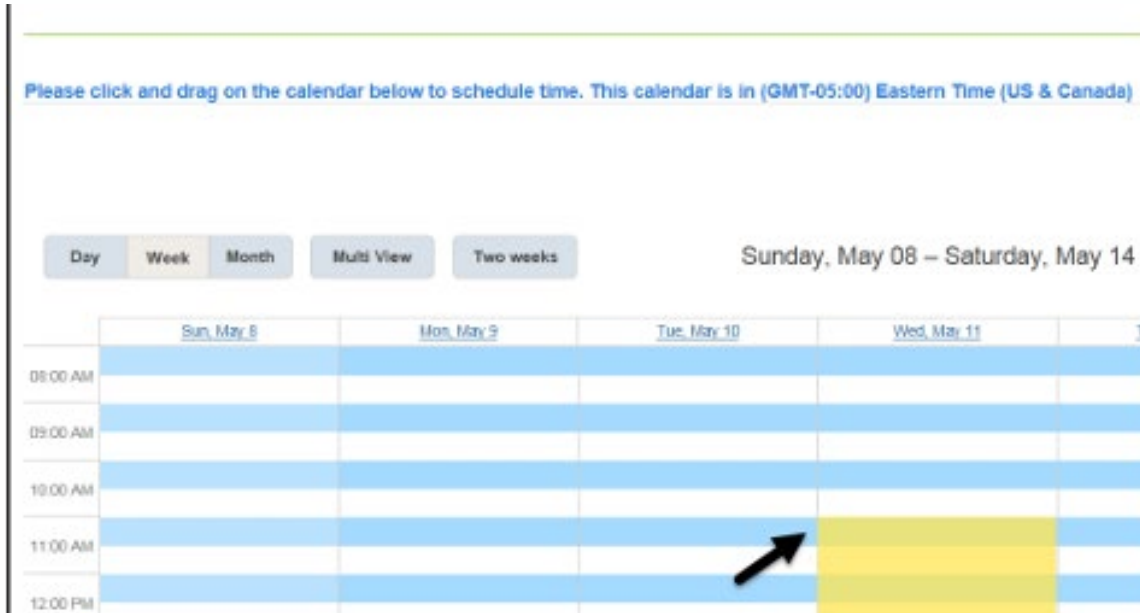 Please click and drag on the calendar below to schedule time. This calendar is in (GMT-05:00) Eastern Time (US & Canada)
Day Week Month Multi View Two weeks Sunday, May 08 – Saturday, May 14
Sun, May 8 Mon, May 9 Tue, May 10 Wed, May 11
08:00 AM
09:00 AM
10:00 AM
11:00 AM
12:00 PM